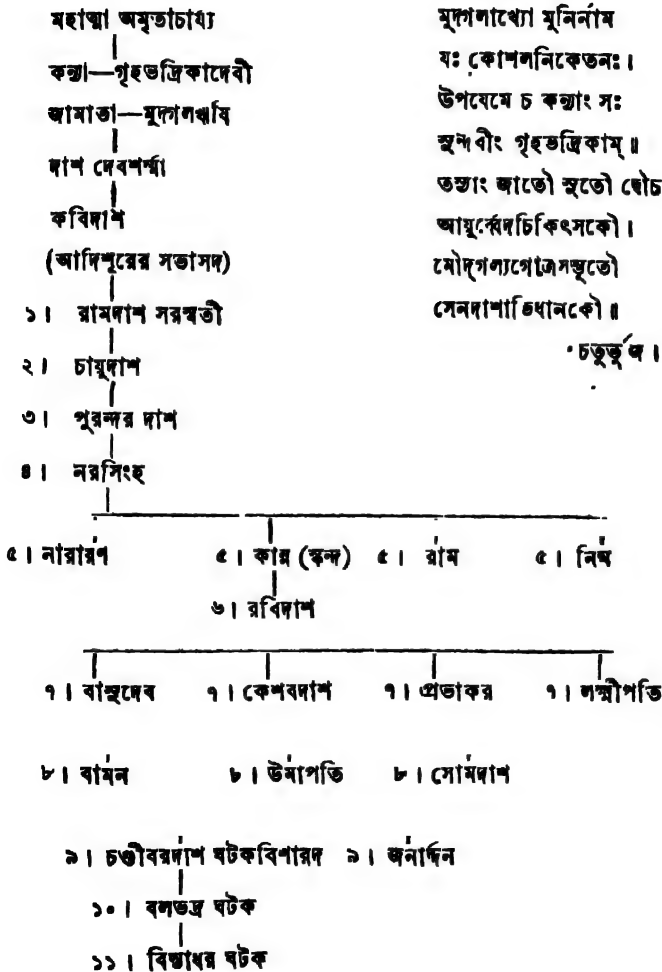 মহাত্মা অমৃতাচার্য্য
কন্যা—গৃহভদ্রিকাদেবী
জামাতা—মুদ্গলঋষি
দাশ দেবশর্ম্মা
কবিদাশ
(আদিশূরের সভাসদ)
১। রামদাশ সরস্বতী
২। চায়ুদাশ
৩। পুরন্দর দাশ
৪। নরসিংহ
মুদ্গলাখ্যো মুনির্নাম
যঃ কোশলনিকেতনঃ।
উপযেমে চ কন্যাং সঃ
সুন্দবীং গৃহভদ্রিকাম্॥
তস্যাং জাতৌ সুতৌ দ্বৌচ
আয়ুর্ব্বেদচিকিৎসকৌ।
মৌদ্গল্যগোত্রসম্ভূতৌ
সেনদাশাভিধানকৌ॥
চতুর্ভুজ।
৫। নারায়ণ ৫। কায়ু (স্কন্দ) ৫। রাম ৫। নিম
৬। রবিদাশ
৭। বাসুদেব ৭। কেশবদাশ ৭। প্রভাকর ৭। লক্ষ্মীপতি
৮। বামন ৮। উমাপতি ৮। সোমদাশ
৯। চণ্ডীবরদাশ ঘটকবিশারদ ৯। জনার্দ্দন
১০। বলভদ্র ঘটক
১১। বিদ্যাধর ঘটক